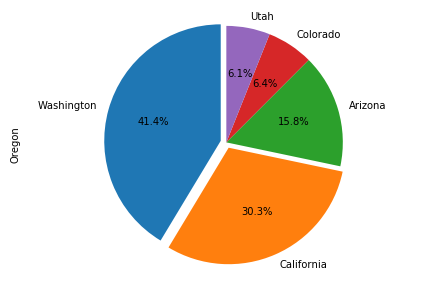 Utah
Colorado
Washington
6.1%
6.4%
Arizona
41.4%
15.8%
Oregon
30.3%
California